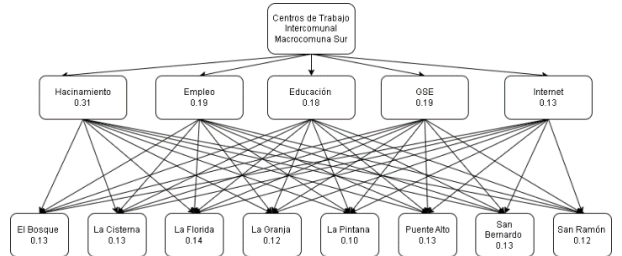 Centros de Trabajo
Intercomunal
Macrocomuna Sur
Hacinamiento
0.31
Empleo
0.19
Educación
0.18
GSE
0.19
Internet
0.13
El Bosque
0.13
La Cisterna
0.13
La Florida
0.14
La Granja
0.12
La Pintana
0.10
Puente Alto
0.13
San
Bernardo
0.13
San Ramón
0.12